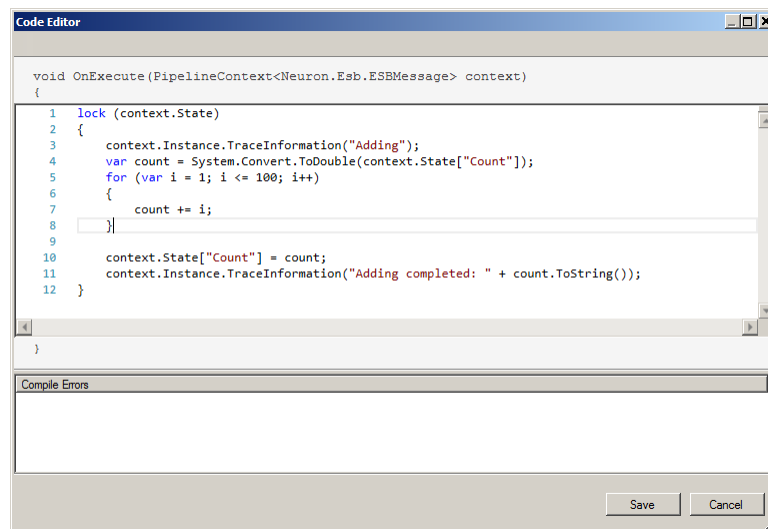 Code Editor
void OnExecute(PipelineContext<Neuron.Esb.ESBMessage> context)
{
1 lock (context.State)
2 {
3 context.Instance.TraceInformation("Adding");
4 var count = System.Convert.ToDouble(context.State["Count"]);
5 for (var i = 1; i <= 100; i++)
6 {
7 count += i;
8 }
9
10 context.State["Count"] = count;
11 context.Instance.TraceInformation("Adding completed: " + count.ToString());
12 }
}
Compile Errors
Save Cancel